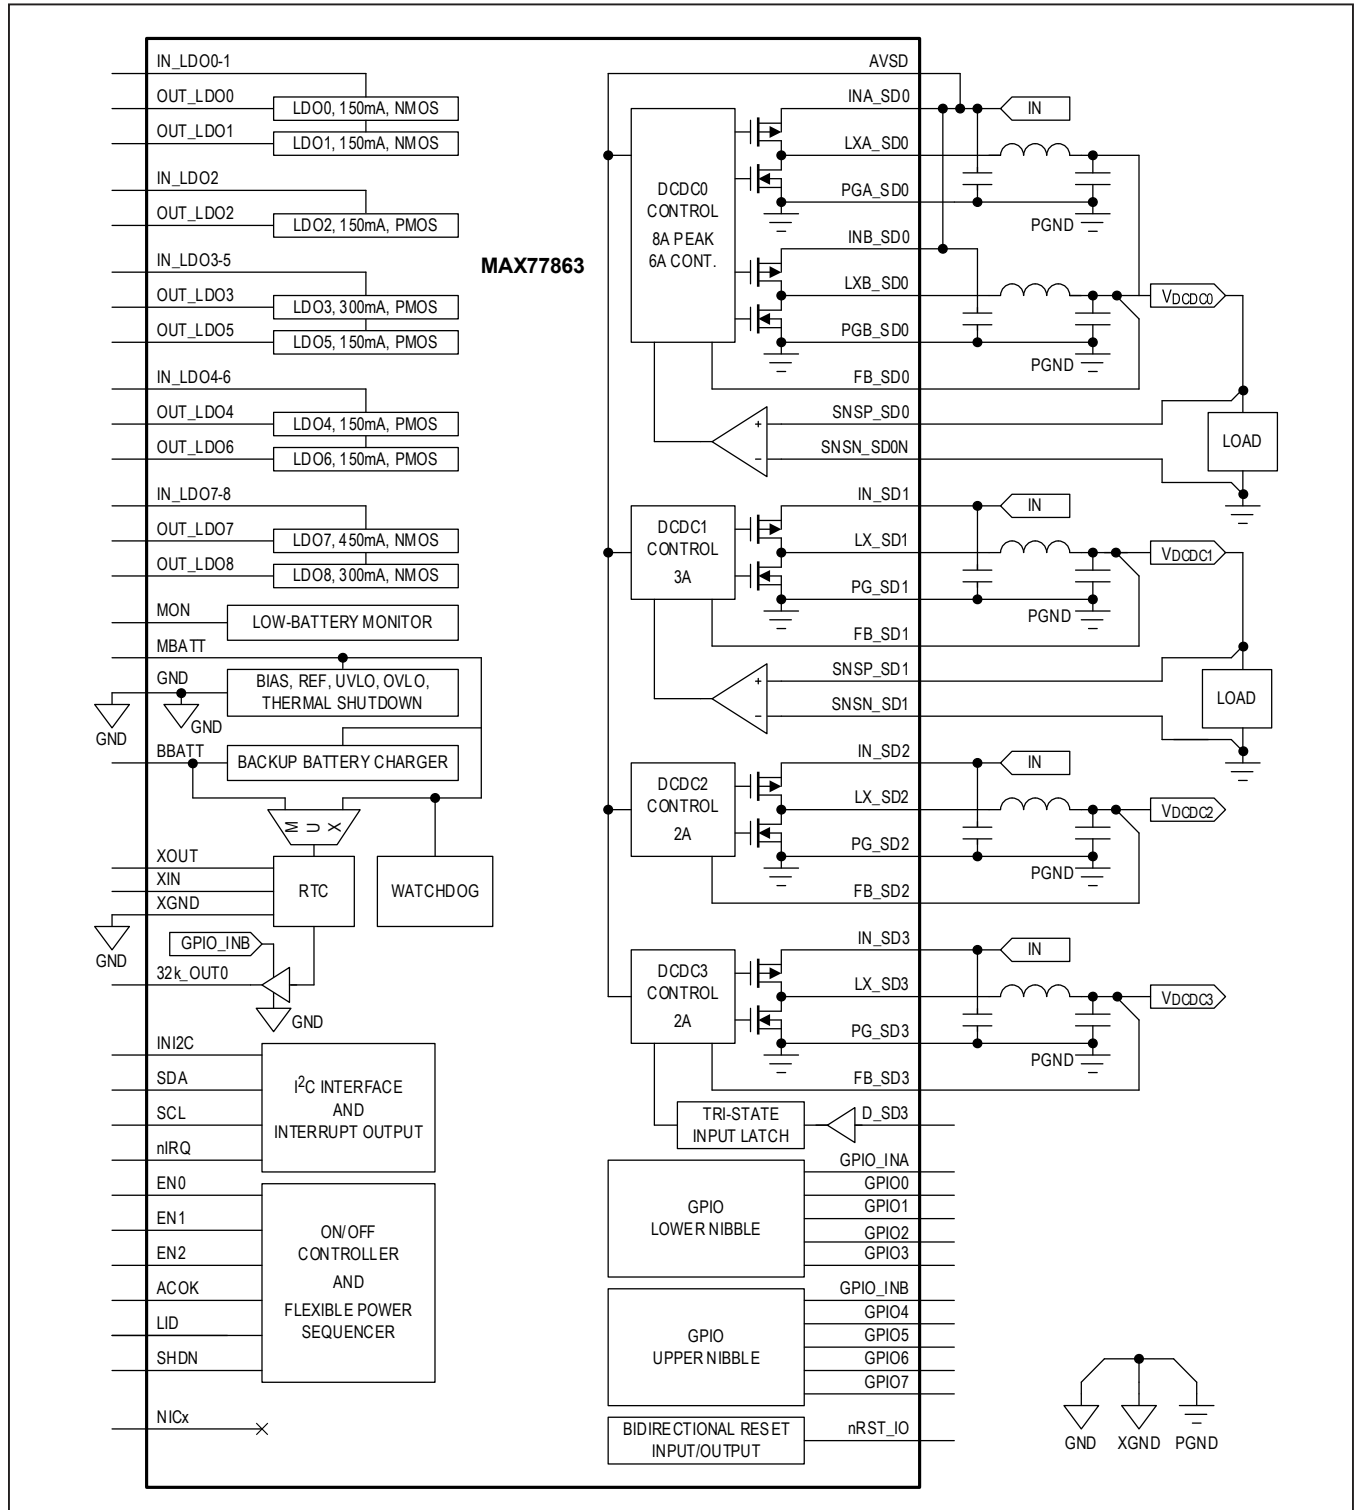 IN_LDO0-1
OUT_LDO0
LDO0, 150mA, NMOS
OUT_LDO1
LDO1, 150mA, NMOS
IN_LDO2
OUT_LDO2
LDO2, 150mA, PMOS
IN_LDO3-5
OUT_LDO3
LDO3, 300mA, PMOS
OUT_LDO5
LDO5, 150mA, PMOS
IN_LDO4-6
OUT_LDO4
LDO4, 150mA, PMOS
OUT_LDO6
LDO6, 150mA, PMOS
IN_LDO7-8
OUT_LDO7
LDO7, 450mA, NMOS
OUT_LDO8
LDO8, 300mA, NMOS
MON
LOW-BATTERY MONITOR
MBATT
GND
BIAS, REF, UVLO, OVLO,
THERMAL SHUTDOWN
GND
GND
BBATT
BACKUP BATTERY CHARGER
MUX
XOUT
XIN
XGND
RTC
WATCHDOG
GND
GPIO_INB
32k_OUT0
GND
INI2C
SDA
SCL
nIRQ
I2C INTERFACE
AND
INTERRUPT OUTPUT
EN0
EN1
EN2
ACOK
LID
SHDN
ON/OFF
CONTROLLER
AND
FLEXIBLE POWER
SEQUENCER
NICx
MAX77863
AVSD
INA_SD0
IN
LXA_SD0
PGA_SD0
PGND
DCDC0
CONTROL
8A PEAK
6A CONT.
INB_SD0
LXB_SD0
VDCDC0
PGB_SD0
PGND
FB_SD0
SNSP_SD0
+
SNSN_SD0N
−
LOAD
IN_SD1
IN
DCDC1
CONTROL
3A
LX_SD1
VDCDC1
PG_SD1
PGND
FB_SD1
SNSP_SD1
+
SNSN_SD1
−
LOAD
IN_SD2
IN
DCDC2
CONTROL
2A
LX_SD2
VDCDC2
PG_SD2
PGND
FB_SD2
IN_SD3
IN
DCDC3
CONTROL
2A
LX_SD3
VDCDC3
PG_SD3
PGND
FB_SD3
TRI-STATE
INPUT LATCH
D_SD3
GPIO
LOWER NIBBLE
GPIO_INA
GPIO0
GPIO1
GPIO2
GPIO3
GPIO
UPPER NIBBLE
GPIO_INB
GPIO4
GPIO5
GPIO6
GPIO7
BIDIRECTIONAL RESET
INPUT/OUTPUT
nRST_IO
GND XGND PGND